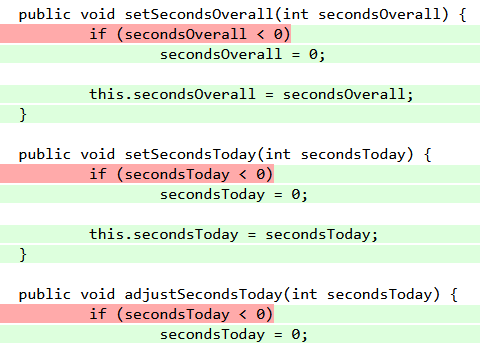 public void setSecondsOverall(int secondsOverall) {
if (secondsOverall < 0)
secondsOverall = 0;
this.secondsOverall = secondsOverall;
}
public void setSecondsToday(int secondsToday) {
if (secondsToday < 0)
secondsToday = 0;
this.secondsToday = secondsToday;
}
public void adjustSecondsToday(int secondsToday) {
if (secondsToday < 0)
secondsToday = 0;